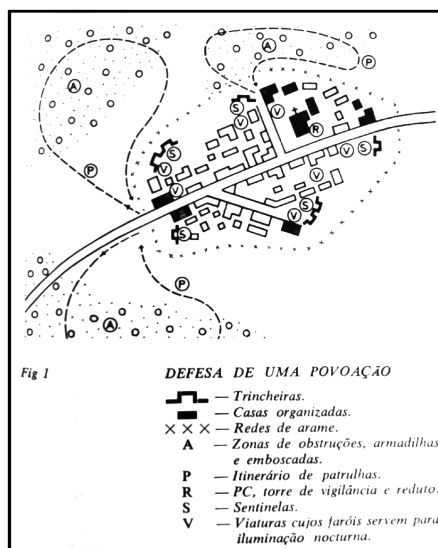 A
P
A
P
S
V
V
R
S
V
V
S
V
V
S
V
S
P
A
Fig 1
DEFESA DE UMA POVOAÇÃO
— Trincheiras.
— Casas organizadas.
× × × — Redes de arame.
A — Zonas de obstruções, armadilhas
e emboscadas.
P — Itinerário de patrulhas.
R — PC, torre de vigilância e reduto.
S — Sentinelas.
V — Viaturas cujos faróis servem para
iluminação nocturna.